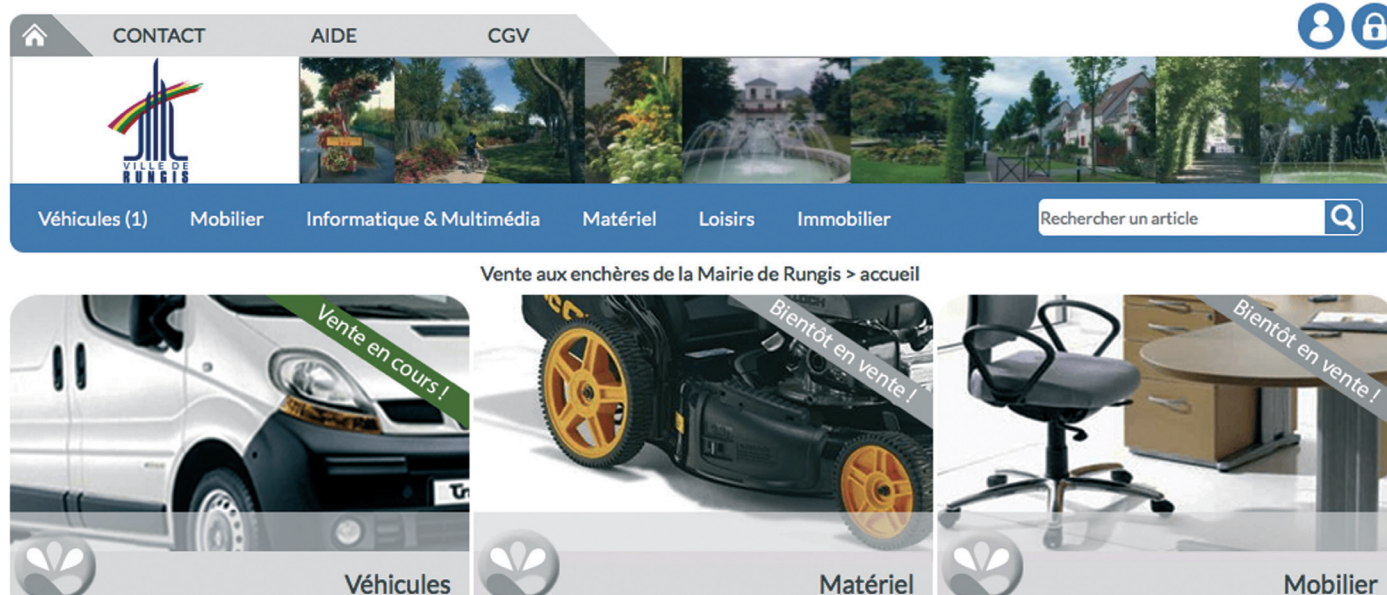 CONTACT AIDE CGV
VILLE DE
RUNGIS
Véhicules (1) Mobilier Informatique & Multimédia Matériel Loisirs Immobilier Rechercher un article
Vente aux enchères de la Mairie de Rungis > accueil
Vente en cours !
Bientôt en vente !
Bientôt en vente !
Véhicules Matériel Mobilier